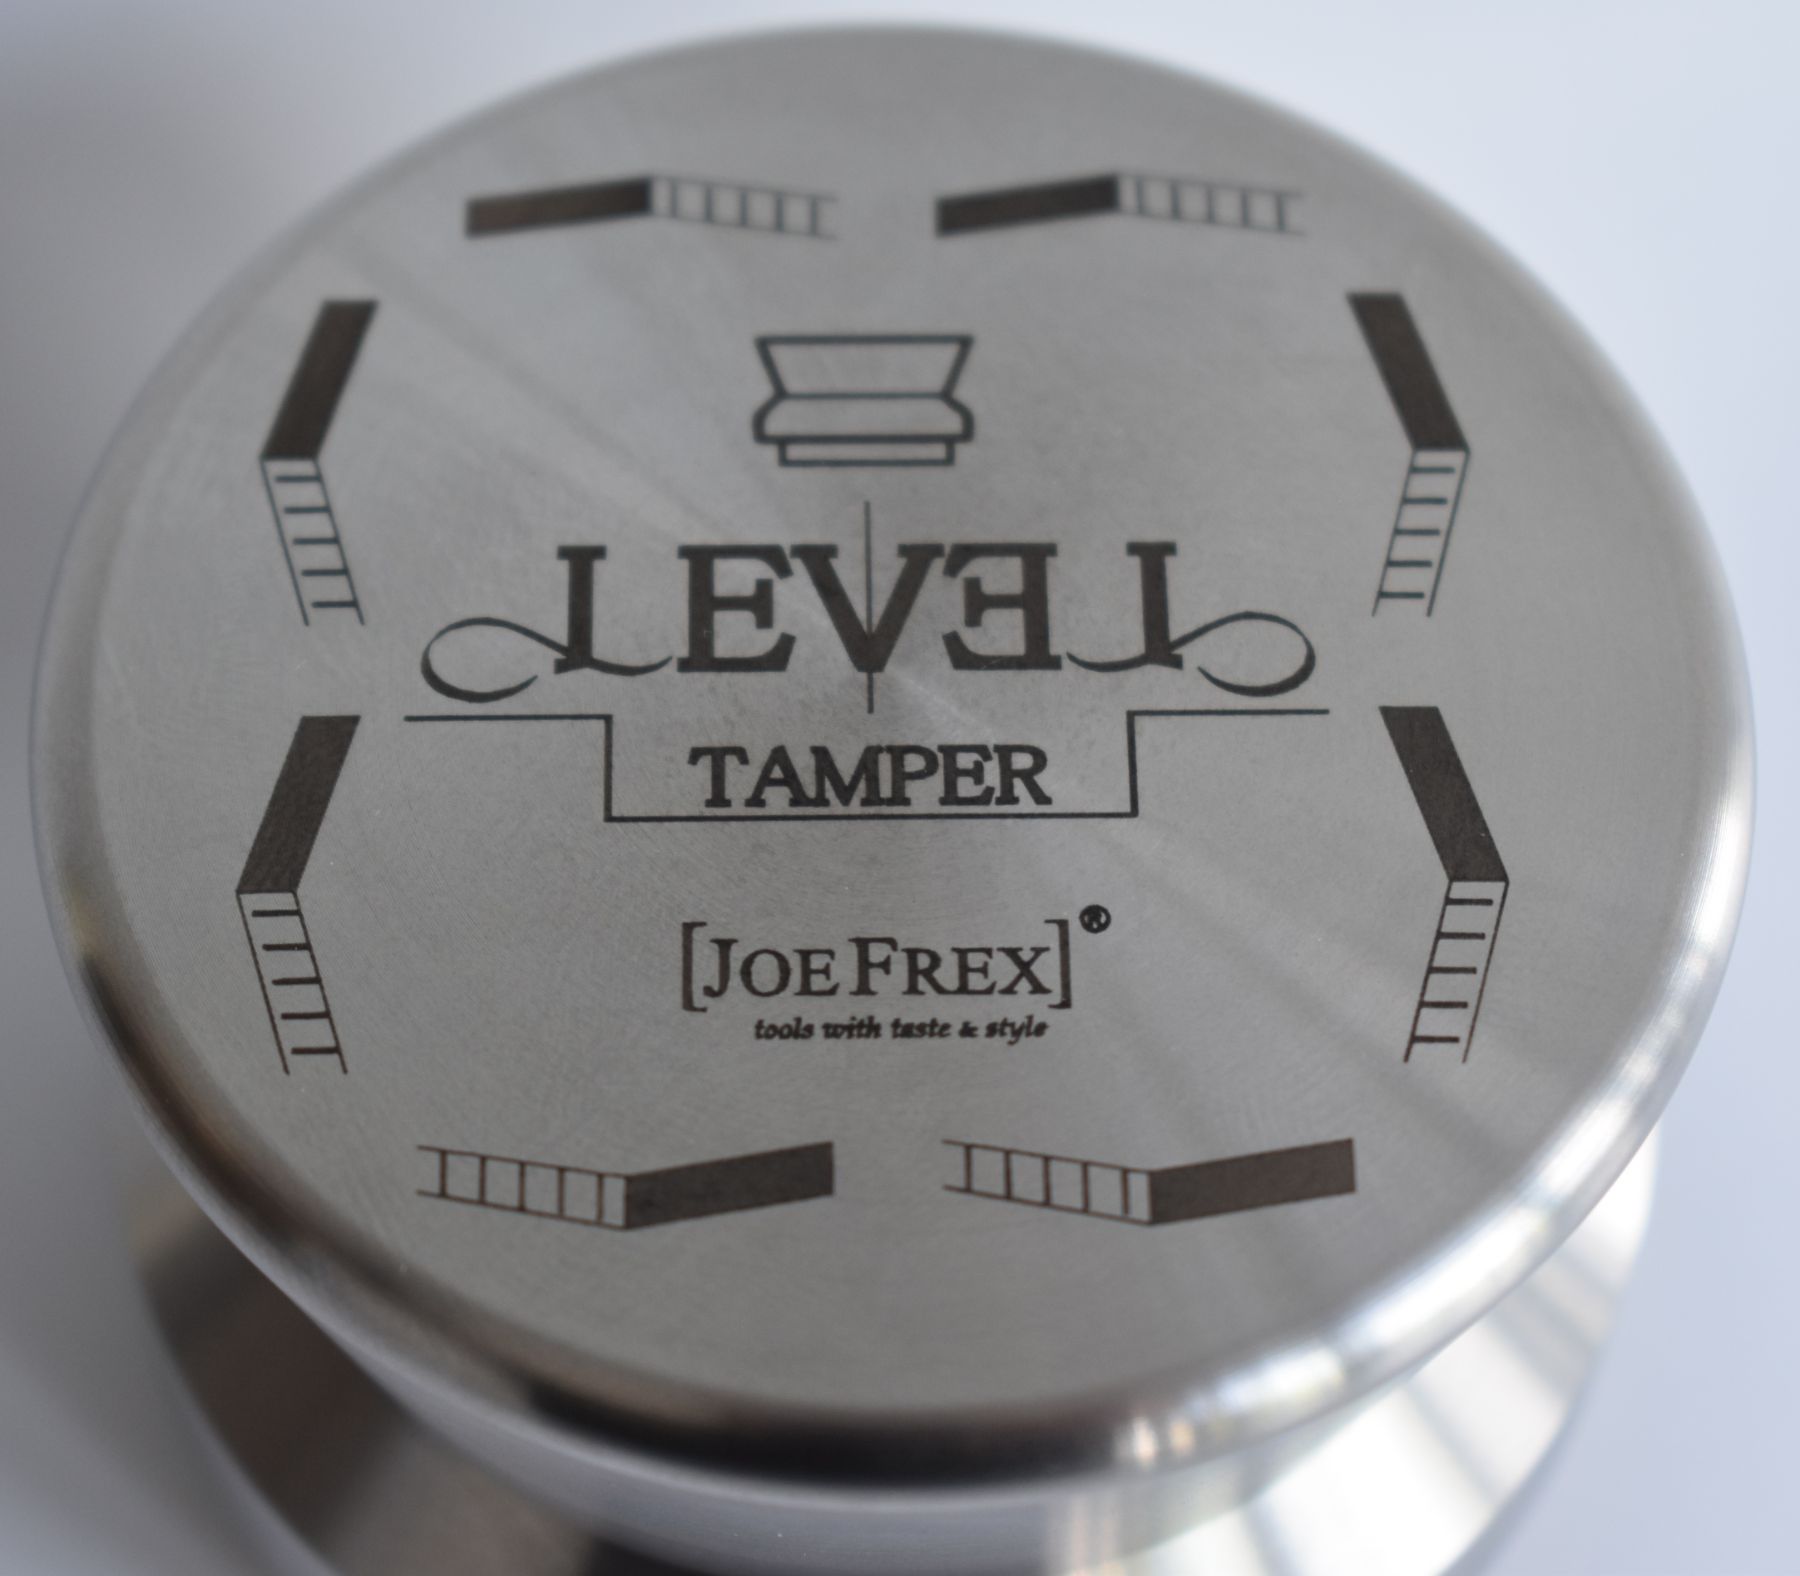 LEVEL
TAMPER
[JOEFREX]®
tools with taste & style